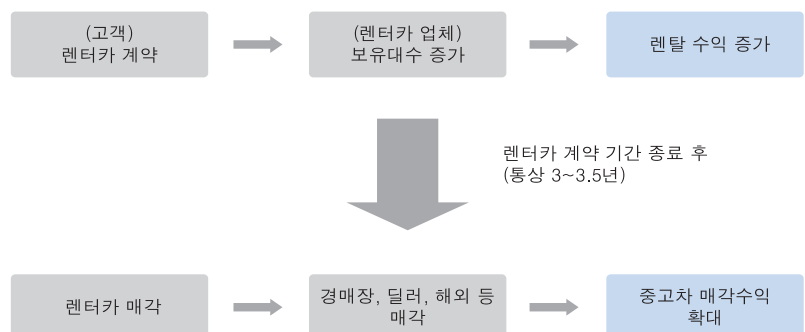 (고객)
렌터카 계약
(렌터카 업체)
보유대수 증가
렌탈 수익 증가
렌터카 계약 기간 종료 후
(통상 3~3.5년)
렌터카 매각
경매장, 딜러, 해외 등
매각
중고차 매각수익
확대